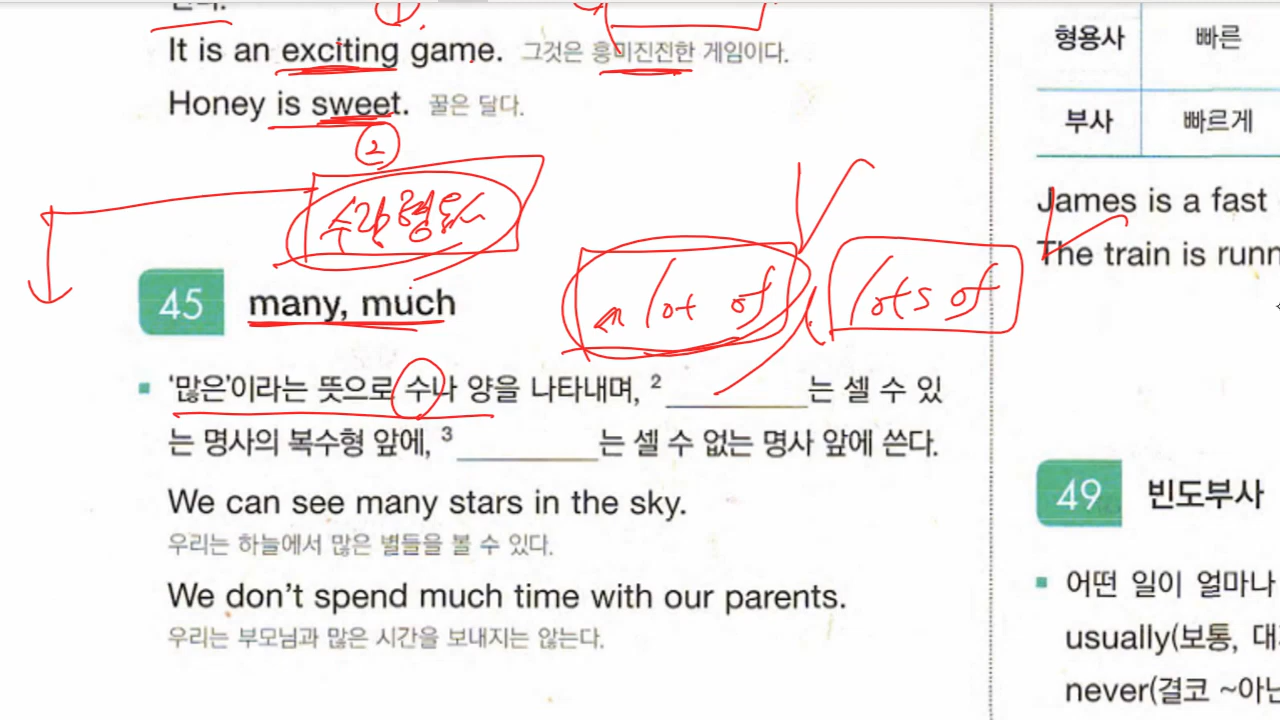 ①
It is an exciting game. 그것은 흥미진진한 게임이다.
Honey is sweet. 꿀은 달다.
②
수량형용사
45 many, much
a lot of
lots of
'많은'이라는 뜻으로 수나 양을 나타내며, 2 ________는 셀 수 있
는 명사의 복수형 앞에, 3 ________는 셀 수 없는 명사 앞에 쓴다.
We can see many stars in the sky.
우리는 하늘에서 많은 별들을 볼 수 있다.
We don't spend much time with our parents.
우리는 부모님과 많은 시간을 보내지는 않는다.
형용사 빠른
부사 빠르게
James is a fast
The train is runn
49 빈도부사
어떤 일이 얼마나
usually(보통, 대
never(결코 ~아닌